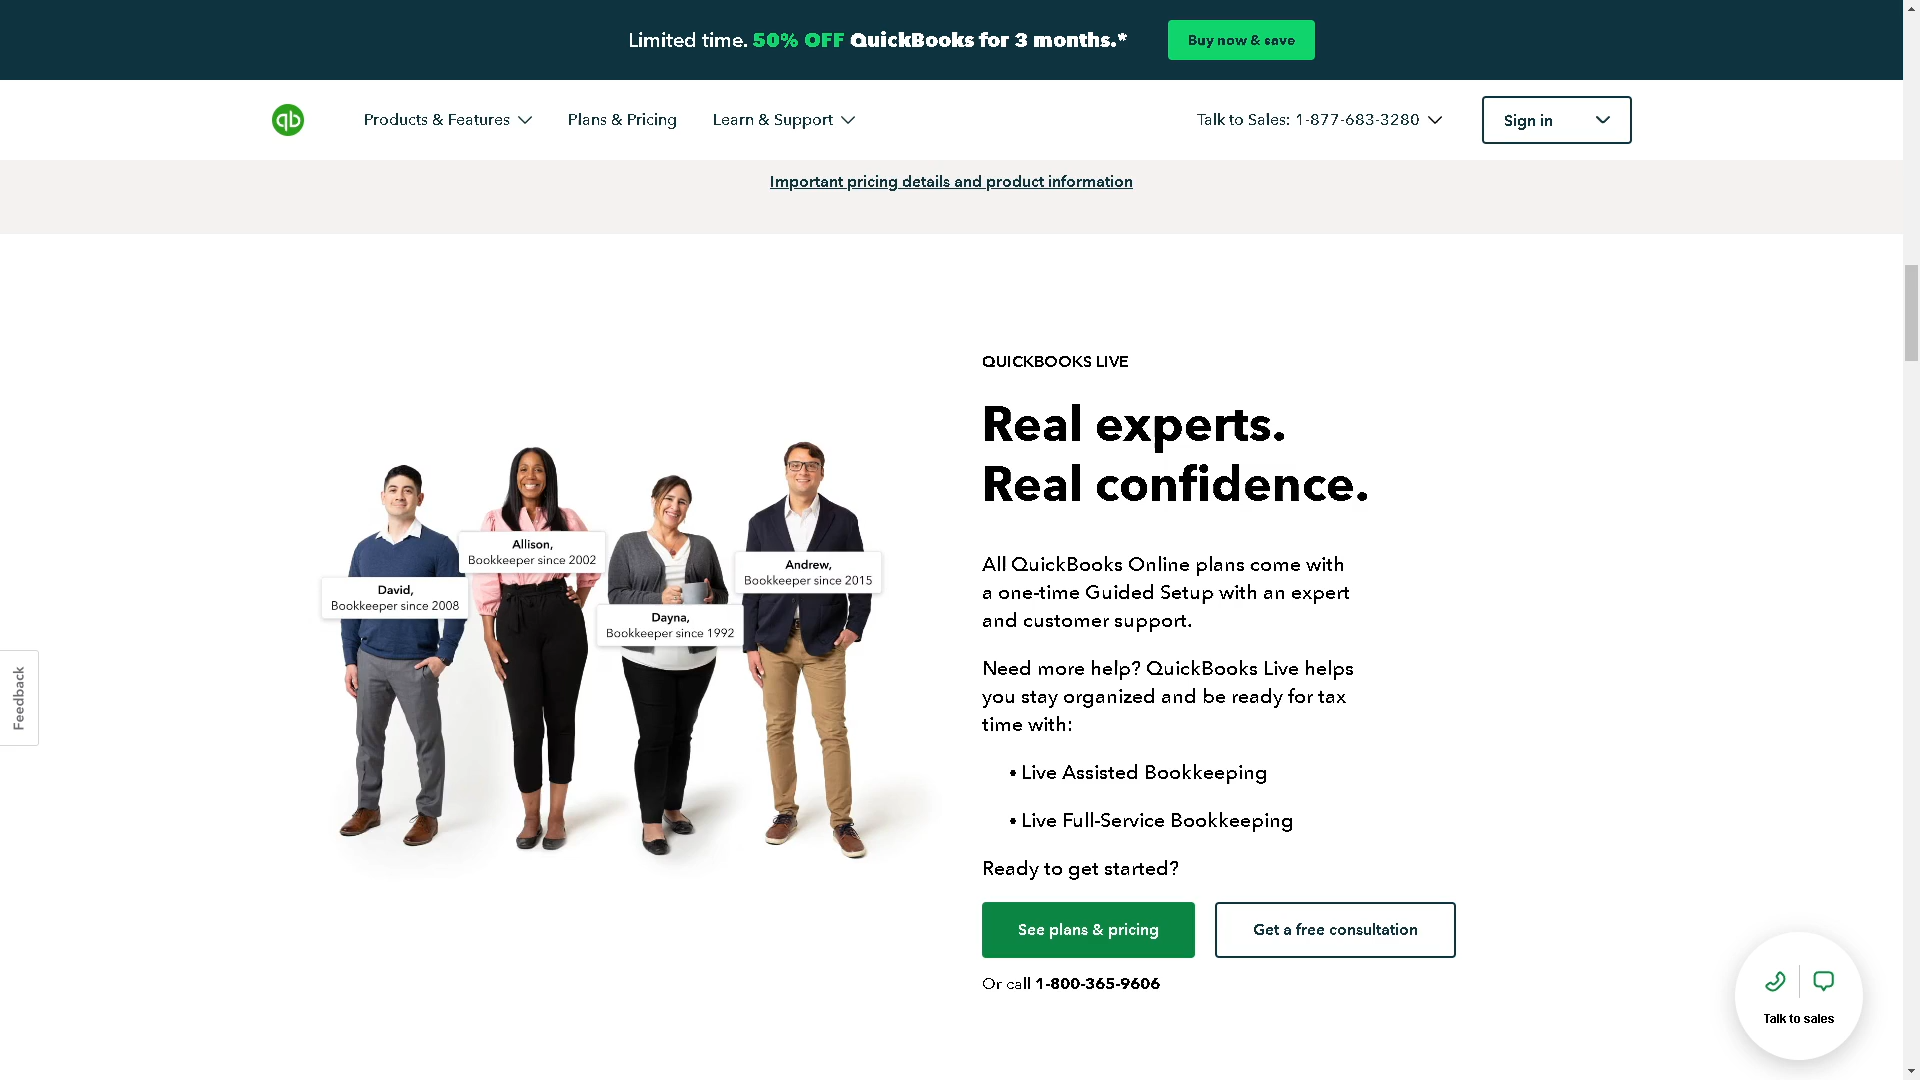 Limited time. 50% OFF QuickBooks for 3 months.*
Buy now & save
qb
Products & Features
Plans & Pricing
Learn & Support
Talk to Sales: 1-877-683-3280
Sign in
Important pricing details and product information
QUICKBOOKS LIVE
Real experts.
Real confidence.
Allison,
Bookkeeper since 2002
Andrew,
Bookkeeper since 2015
David,
Bookkeeper since 2008
Dayna,
Bookkeeper since 1992
All QuickBooks Online plans come with
a one-time Guided Setup with an expert
and customer support.
Need more help? QuickBooks Live helps
you stay organized and be ready for tax
time with:
• Live Assisted Bookkeeping
• Live Full-Service Bookkeeping
Ready to get started?
See plans & pricing
Get a free consultation
Or call 1-800-365-9606
Feedback
Talk to sales